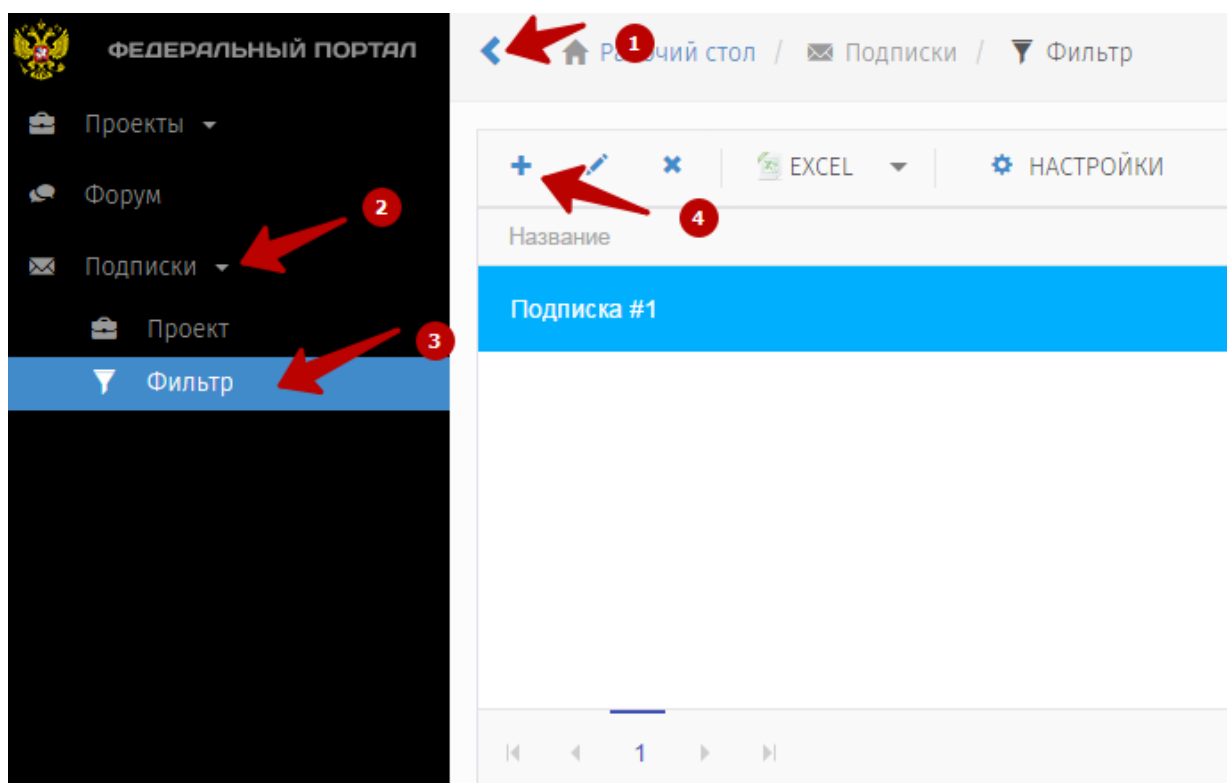 ФЕДЕРАЛЬНЫЙ ПОРТАЛ
Проекты
Форум
Подписки
Проект
Фильтр
1
2
3
4
стол / Подписки / Фильтр
EXCEL НАСТРОЙКИ
Название
Подписка #1
1